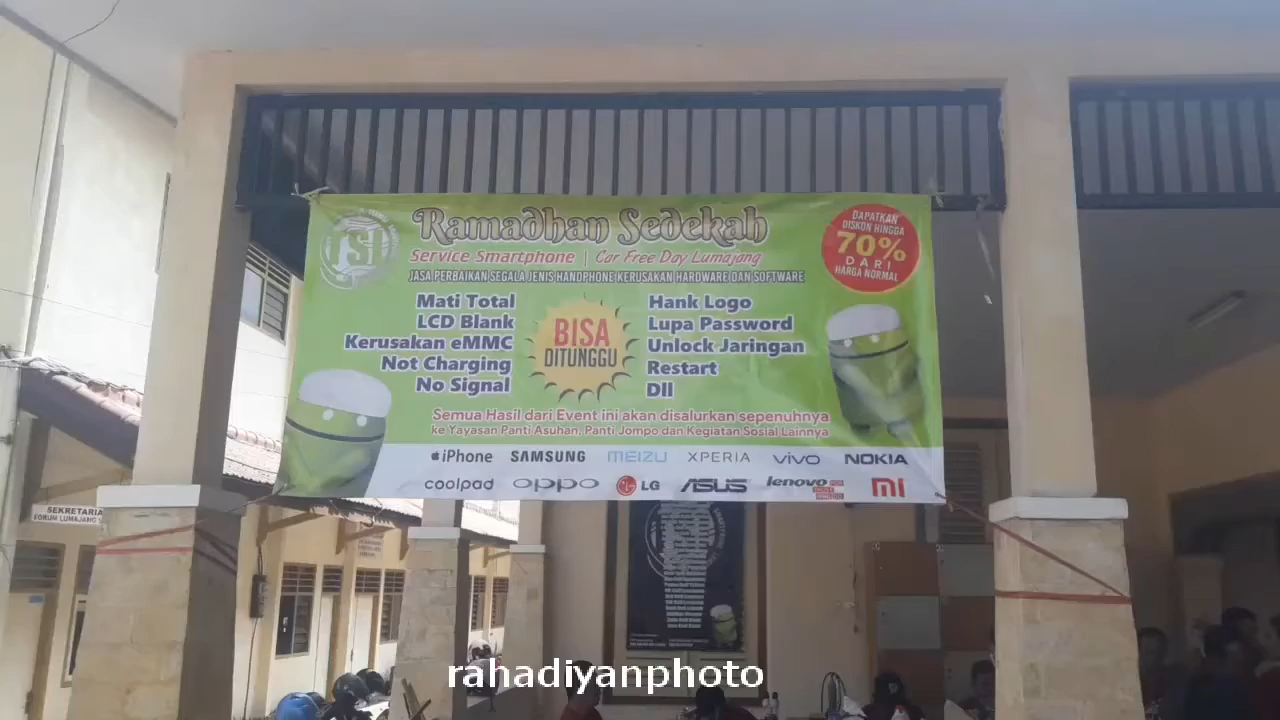 Ramadhan Sedekah
Service Smartphone | Car Free Day Lumajang
JASA PERBAIKAN SEGALA JENIS HANDPHONE KERUSAKAN HARDWARE DAN SOFTWARE
DAPATKAN
DISKON HINGGA
70%
DARI
HARGA NORMAL
Mati Total
LCD Blank
Kerusakan eMMC
Not Charging
No Signal
BISA
DITUNGGU
Hank Logo
Lupa Password
Unlock Jaringan
Restart
Dll
Semua Hasil dari Event ini akan disalurkan sepenuhnya
ke Yayasan Panti Asuhan, Panti Jompo dan Kegiatan Sosial Lainnya
iPhone SAMSUNG MEIZU XPERIA vivo NOKIA
coolpad oppo LG ASUS lenovo MI
SEKRETARIA
FORUM LUMAJANG
rahadiyanphoto